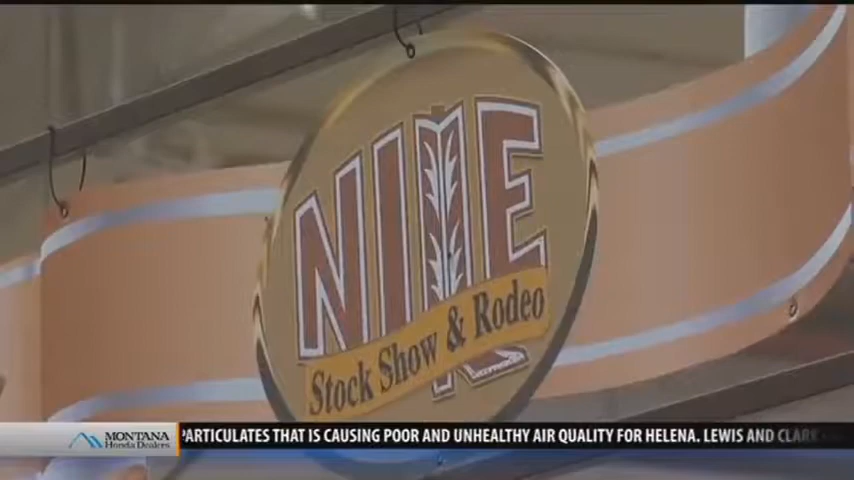 NILE
Stock Show & Rodeo
MONTANA
Honda Dealers
PARTICULATES THAT IS CAUSING POOR AND UNHEALTHY AIR QUALITY FOR HELENA. LEWIS AND CLARK